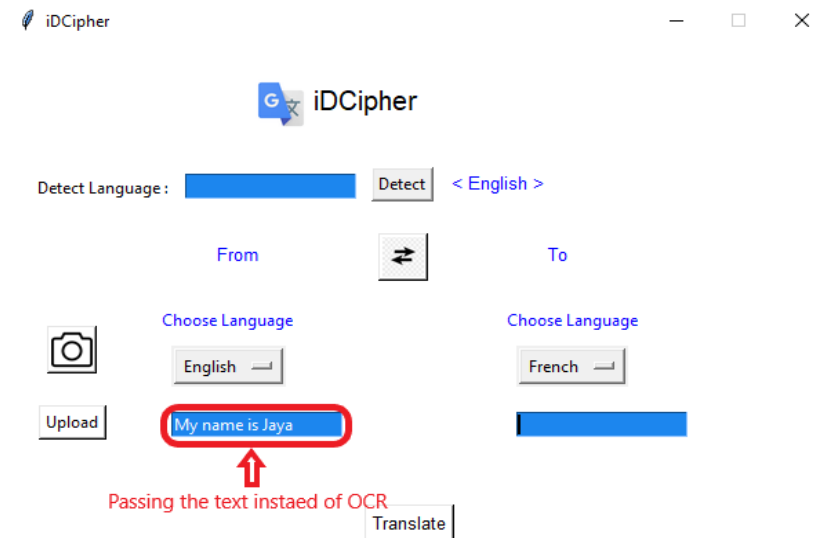 iDCipher
G 文 iDCipher
Detect Language : Detect < English >
From To
Choose Language Choose Language
English French
Upload My name is Jaya
Passing the text instaed of OCR
Translate